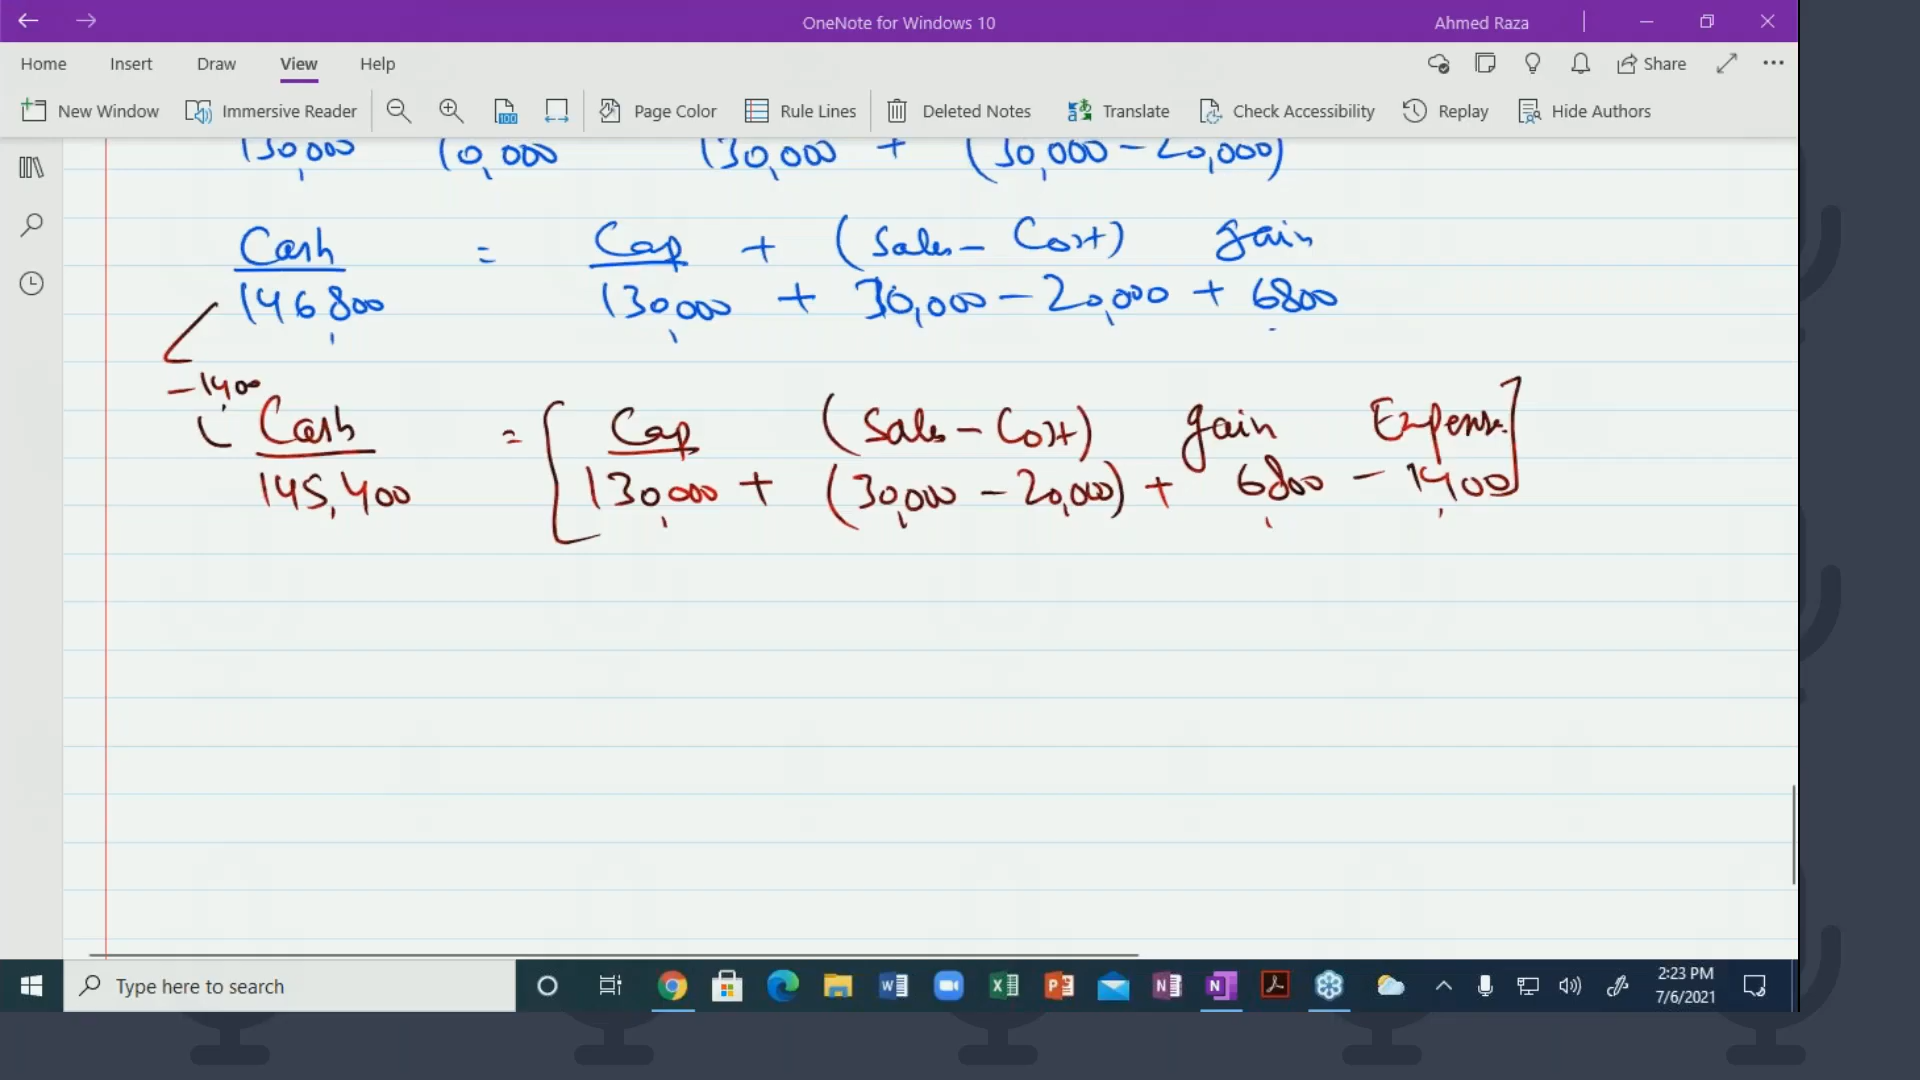 OneNote for Windows 10 Ahmed Raza
Home Insert Draw View Help Share
New Window Immersive Reader 100 Page Color Rule Lines Deleted Notes Translate Check Accessibility Replay Hide Authors
130,000 10,000 130,000 + (30,000 - 20,000)
Cash = Cap + (Sales - Cost) gain
146,800 130,000 + 30,000 - 20,000 + 6800
-1400
Cash = [ Cap (Sales - Cost) gain Expense ]
145,400 130,000 + (30,000 - 20,000) + 6800 - 1400
Type here to search
2:23 PM
7/6/2021